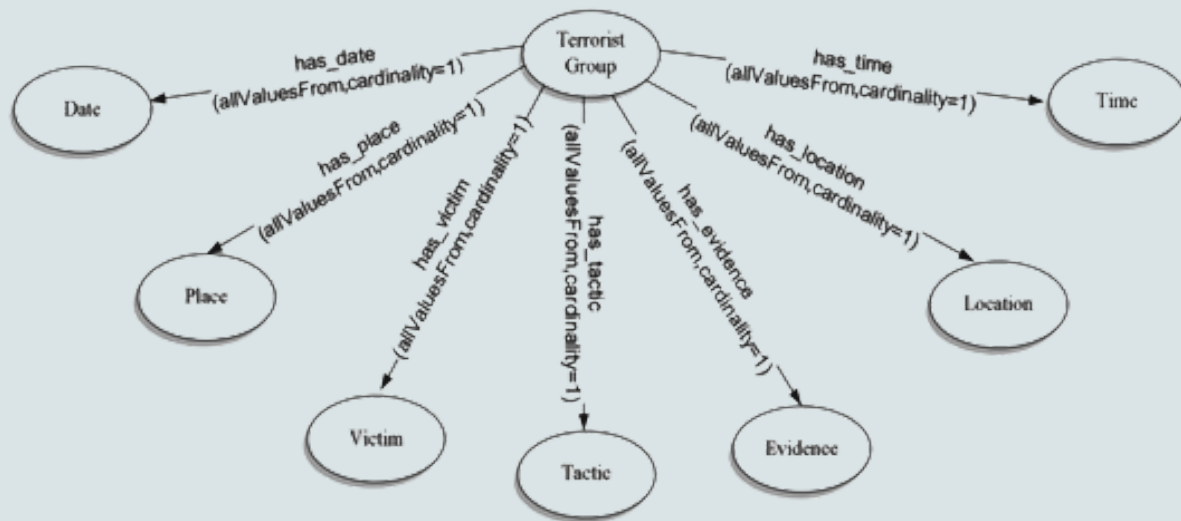 Terrorist
Group
has_date
(allValuesFrom,cardinality=1)
Date
has_time
(allValuesFrom,cardinality=1)
Time
has_place
(allValuesFrom,cardinality=1)
Place
has_victim
(allValuesFrom,cardinality=1)
Victim
has_tactic
(allValuesFrom,cardinality=1)
Tactic
has_evidence
(allValuesFrom,cardinality=1)
Evidence
has_location
(allValuesFrom,cardinality=1)
Location